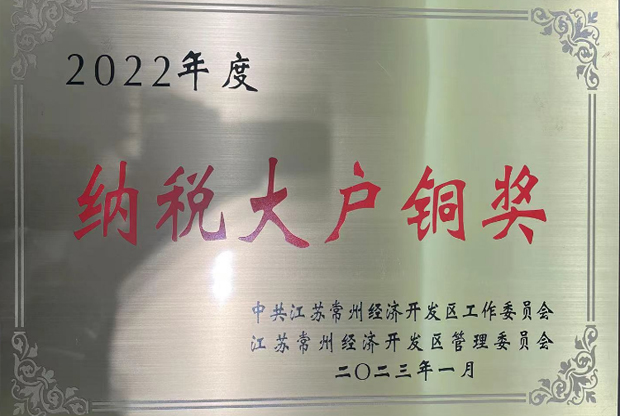 2022年度
纳税大户铜奖
中共江苏常州经济开发区工作委员会
江苏常州经济开发区管理委员会
二〇二三年一月